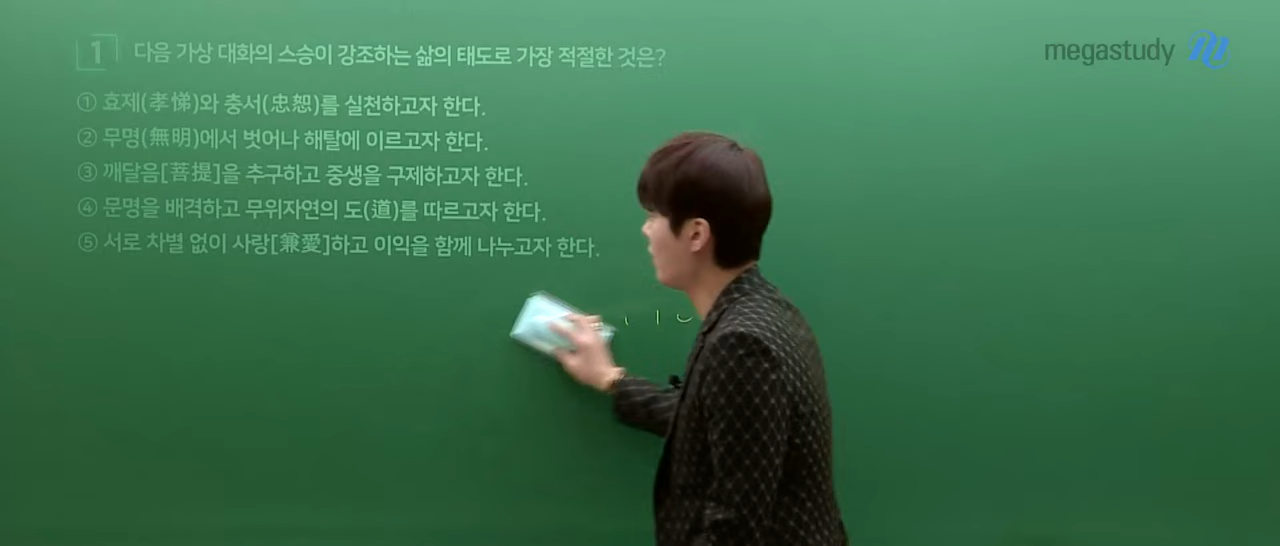 1 다음 가상 대화의 스승이 강조하는 삶의 태도로 가장 적절한 것은?
megastudy
① 효제(孝悌)와 충서(忠恕)를 실천하고자 한다.
② 무명(無明)에서 벗어나 해탈에 이르고자 한다.
③ 깨달음[菩提]을 추구하고 중생을 구제하고자 한다.
④ 문명을 배격하고 무위자연의 도(道)를 따르고자 한다.
⑤ 서로 차별 없이 사랑[兼愛]하고 이익을 함께 나누고자 한다.